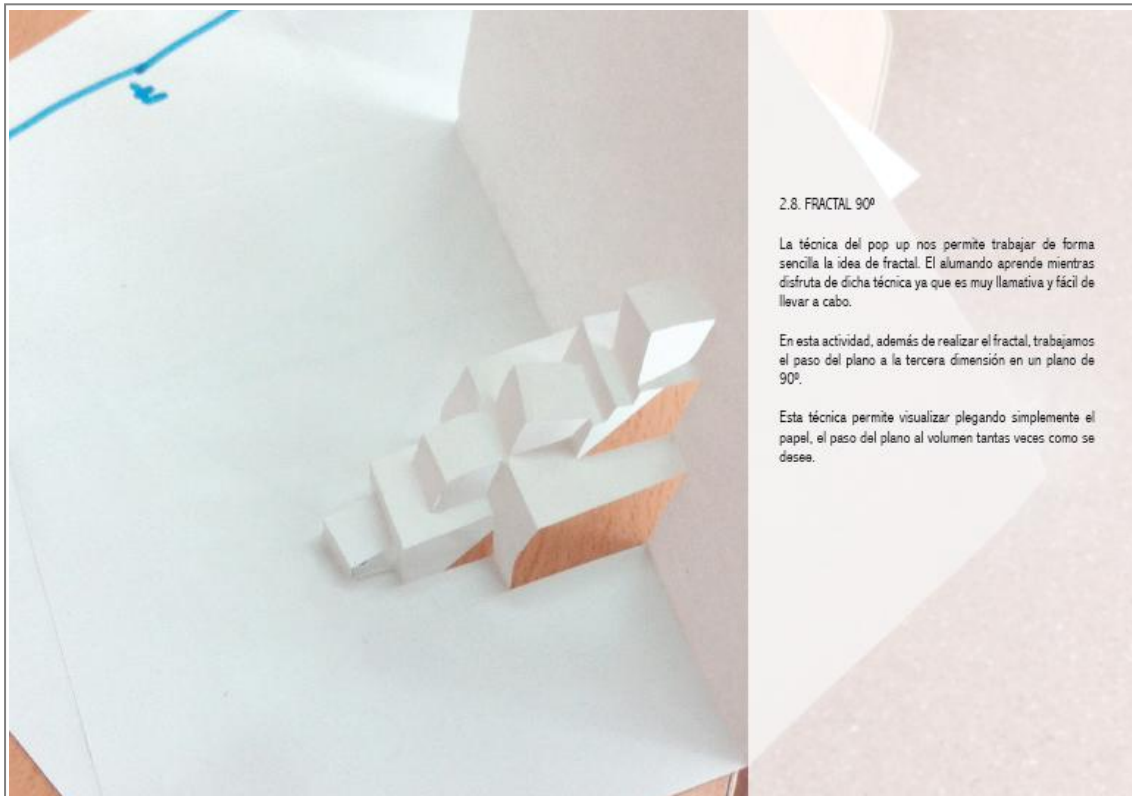 2.8. FRACTAL 90º
La técnica del pop up nos permite trabajar de forma
sencilla la idea de fractal. El alumando aprende mientras
disfruta de dicha técnica ya que es muy llamativa y fácil de
llevar a cabo.
En esta actividad, además de realizar el fractal, trabajamos
el paso del plano a la tercera dimensión en un plano de
90º.
Esta técnica permite visualizar plegando simplemente el
papel, el paso del plano al volumen tantas veces como se
desee.